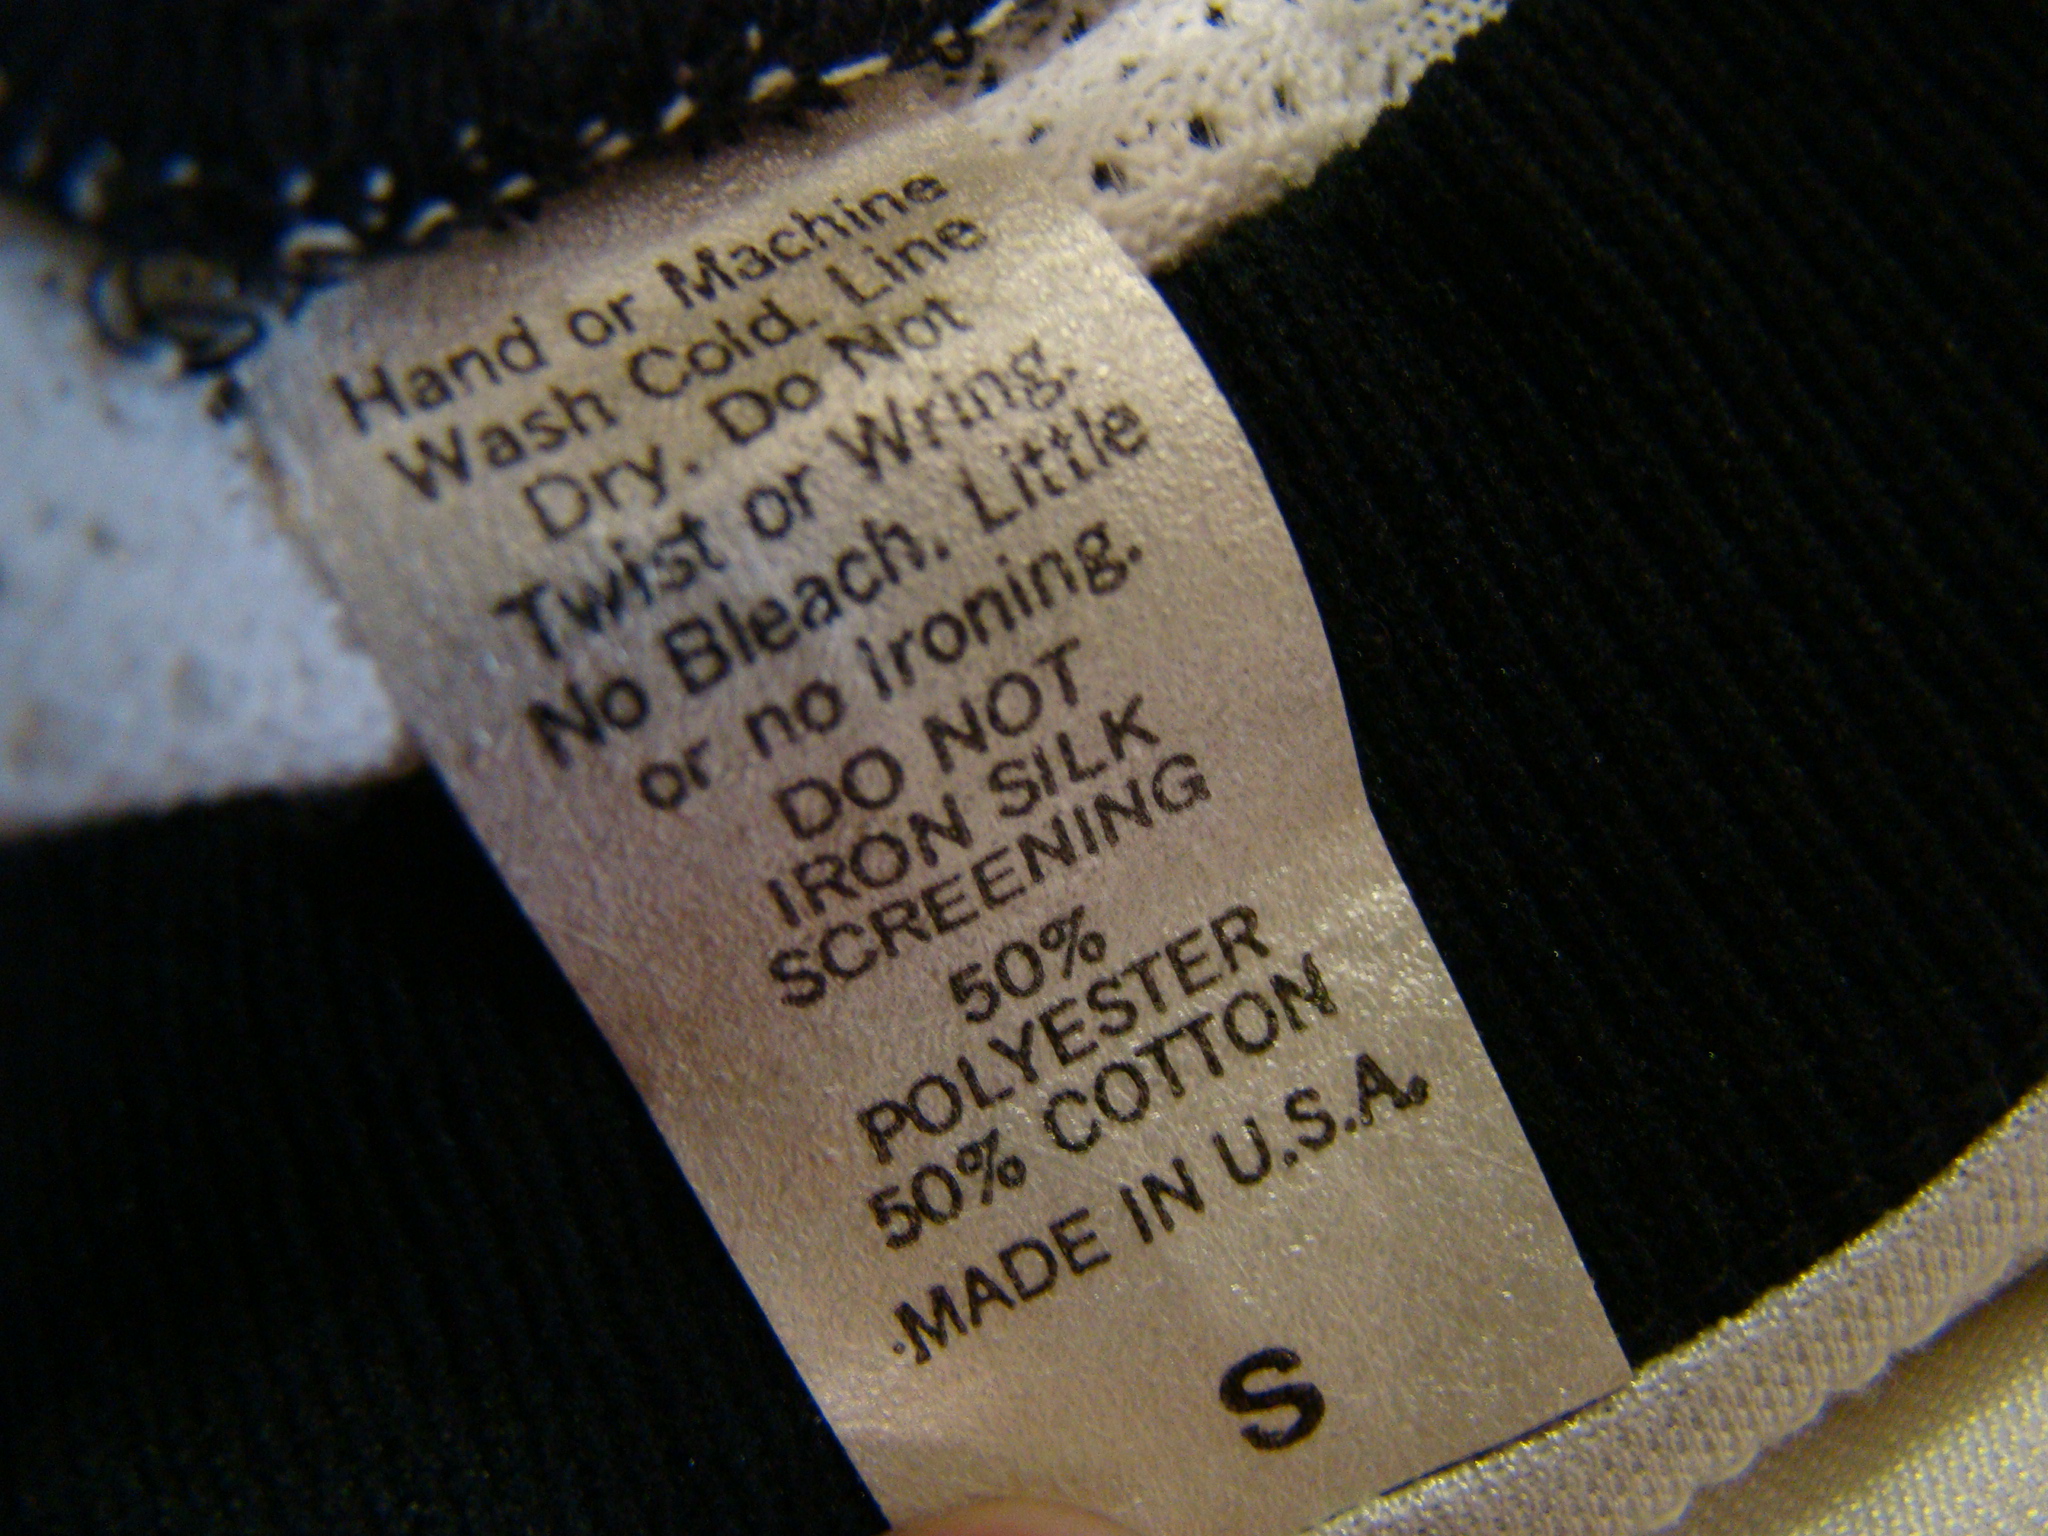 Hand or Machine
Wash Cold. Line
Dry. Do Not
Twist or Wring.
No Bleach. Little
or no Ironing.
DO NOT
IRON SILK
SCREENING
50%
POLYESTER
50% COTTON
MADE IN U.S.A.
S